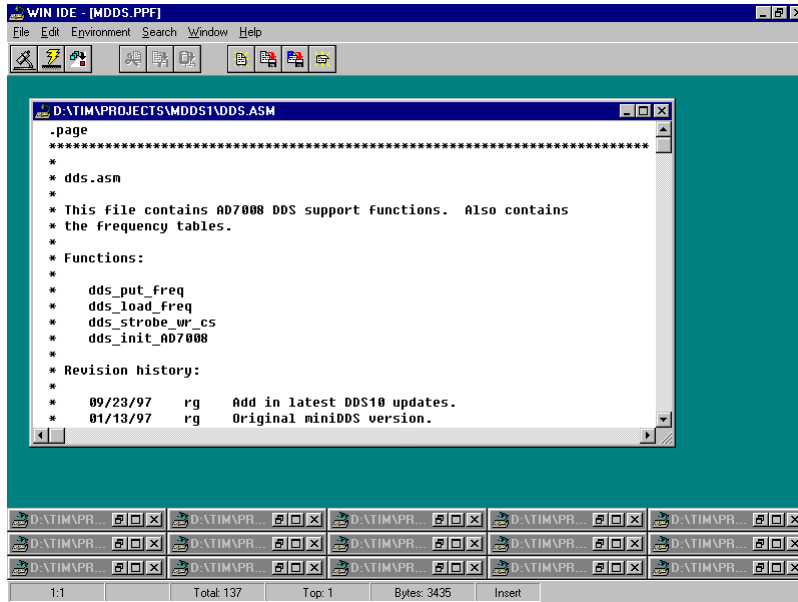 WIN IDE - [MDDS.PPF]
File Edit Environment Search Window Help
D:\TIM\PROJECTS\MDDS1\DDS.ASM
.page
***************************************************************************
*
* dds.asm
*
* This file contains AD7008 DDS support functions.  Also contains
* the frequency tables.
*
* Functions:
*
*    dds_put_freq
*    dds_load_freq
*    dds_strobe_wr_cs
*    dds_init_AD7008
*
* Revision history:
*
*    09/23/97    rg    Add in latest DDS10 updates.
*    01/13/97    rg    Original miniDDS version.
D:\TIM\PR... D:\TIM\PR... D:\TIM\PR... D:\TIM\PR... D:\TIM\PR...
D:\TIM\PR... D:\TIM\PR... D:\TIM\PR... D:\TIM\PR... D:\TIM\PR...
D:\TIM\PR... D:\TIM\PR... D:\TIM\PR... D:\TIM\PR... D:\TIM\PR...
1:1 Total: 137 Top: 1 Bytes: 3435 Insert